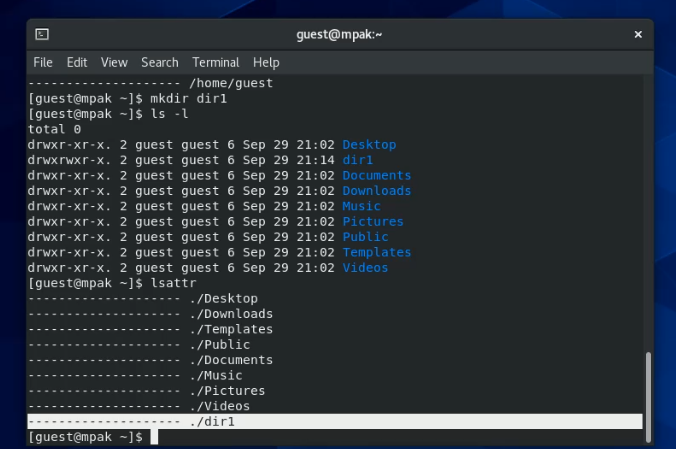 guest@mpak:~
×
File Edit View Search Terminal Help
-------------------- /home/guest
[guest@mpak ~]$ mkdir dir1
[guest@mpak ~]$ ls -l
total 0
drwxr-xr-x. 2 guest guest 6 Sep 29 21:02 Desktop
drwxrwxr-x. 2 guest guest 6 Sep 29 21:14 dir1
drwxr-xr-x. 2 guest guest 6 Sep 29 21:02 Documents
drwxr-xr-x. 2 guest guest 6 Sep 29 21:02 Downloads
drwxr-xr-x. 2 guest guest 6 Sep 29 21:02 Music
drwxr-xr-x. 2 guest guest 6 Sep 29 21:02 Pictures
drwxr-xr-x. 2 guest guest 6 Sep 29 21:02 Public
drwxr-xr-x. 2 guest guest 6 Sep 29 21:02 Templates
drwxr-xr-x. 2 guest guest 6 Sep 29 21:02 Videos
[guest@mpak ~]$ lsattr
-------------------- ./Desktop
-------------------- ./Downloads
-------------------- ./Templates
-------------------- ./Public
-------------------- ./Documents
-------------------- ./Music
-------------------- ./Pictures
-------------------- ./Videos
-------------------- ./dir1
[guest@mpak ~]$